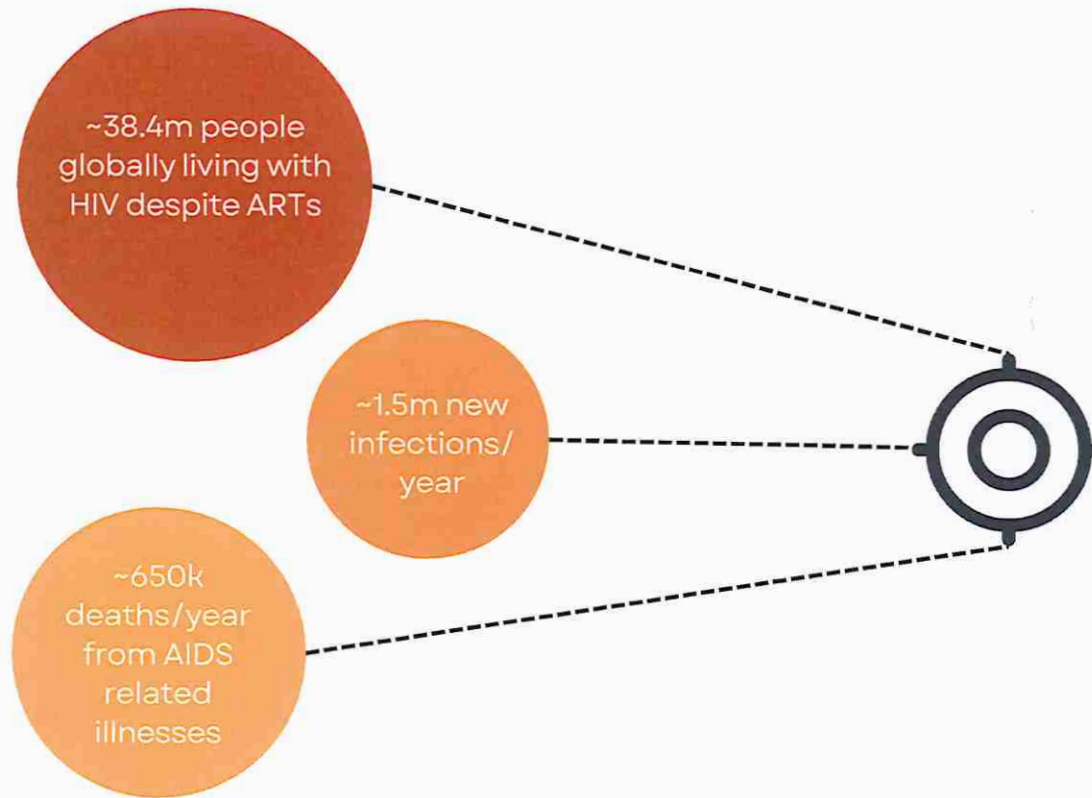 ~38.4m people
globally living with
HIV despite ARTs
~1.5m new
infections/
year
~650k
deaths/year
from AIDS
related
illnesses